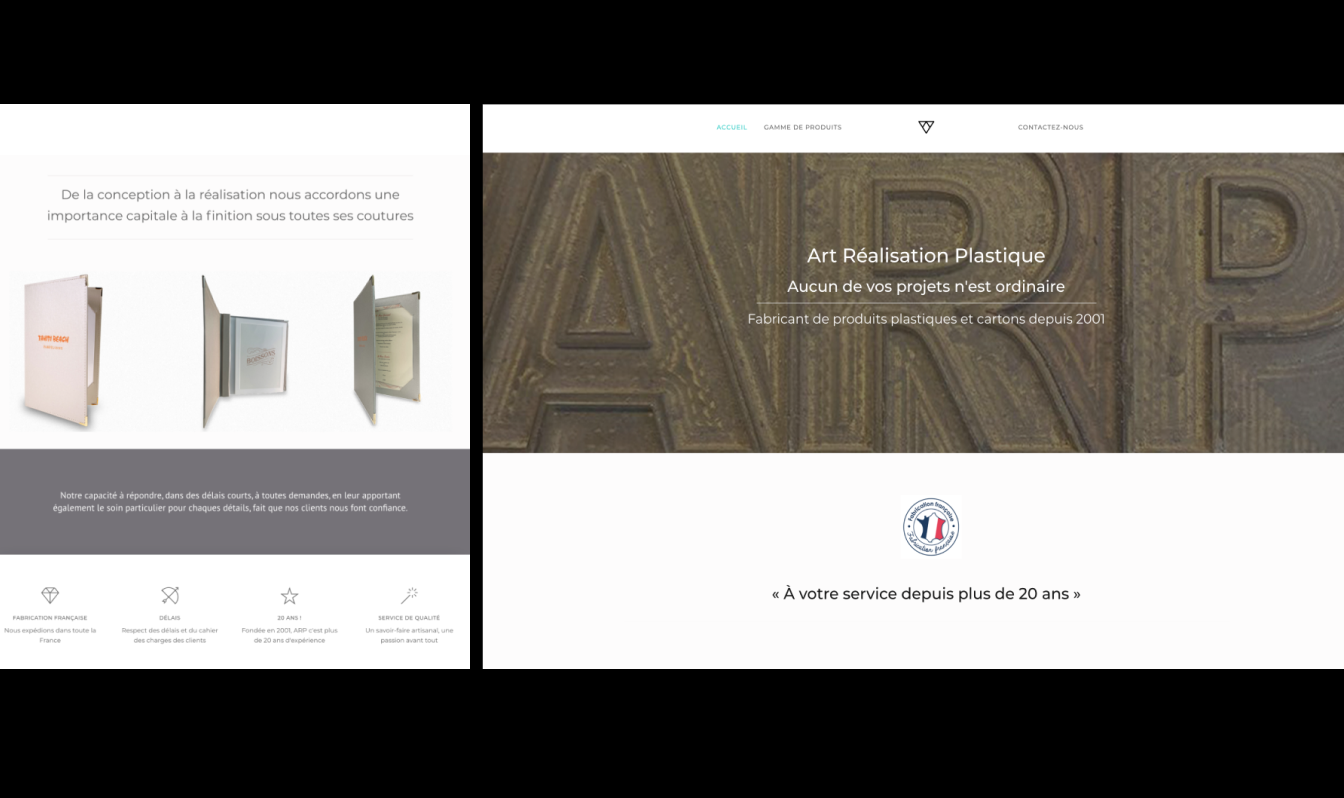 De la conception à la réalisation nous accordons une
importance capitale à la finition sous toutes ses coutures
TAHITI BEACH
BOISSONS
Notre capacité à répondre, dans des délais courts, à toutes demandes, en leur apportant
également le soin particulier pour chaques détails, fait que nos clients nous font confiance.
FABRICATION FRANÇAISE
Nous expédions dans toute la
France
DÉLAIS
Respect des délais et du cahier
des charges des clients
20 ANS !
Fondée en 2001, ARP c'est plus
de 20 ans d'expérience
SERVICE DE QUALITÉ
Un savoir-faire artisanal, une
passion avant tout
ACCUEIL
GAMME DE PRODUITS
CONTACTEZ-NOUS
ARP
Art Réalisation Plastique
Aucun de vos projets n'est ordinaire
Fabricant de produits plastiques et cartons depuis 2001
Fabrication française
Fabrication française
« À votre service depuis plus de 20 ans »